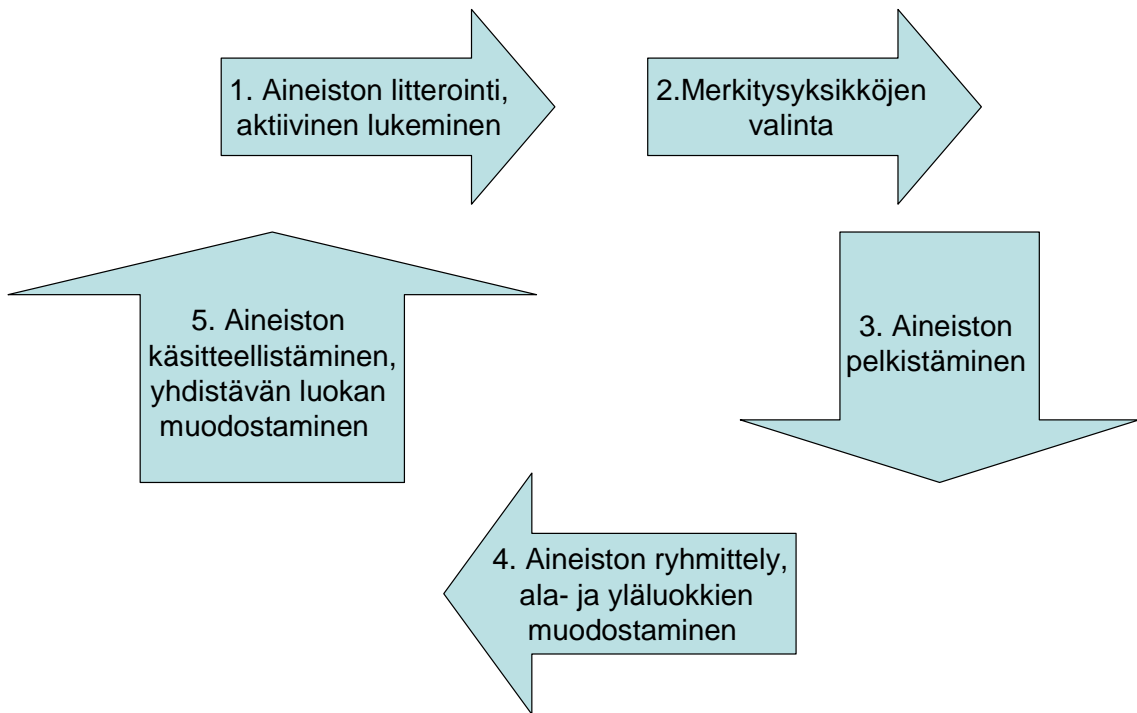 1. Aineiston litterointi,
aktiivinen lukeminen
2.Merkitysyksikköjen
valinta
3. Aineiston
pelkistäminen
4. Aineiston ryhmittely,
ala- ja yläluokkien
muodostaminen
5. Aineiston
käsitteellistäminen,
yhdistävän luokan
muodostaminen